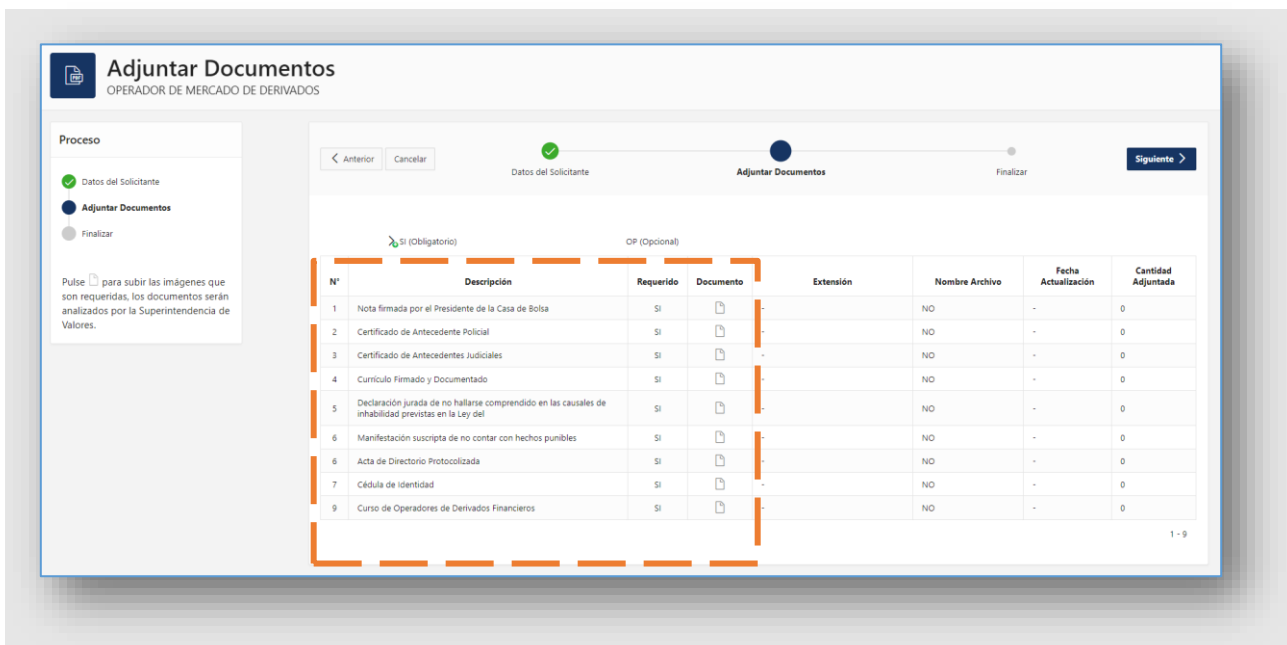 Adjuntar Documentos
OPERADOR DE MERCADO DE DERIVADOS
Proceso
Datos del Solicitante
Adjuntar Documentos
Finalizar
Pulse para subir las imágenes que
son requeridas, los documentos serán
analizados por la Superintendencia de
Valores.
Anterior Cancelar Datos del Solicitante Adjuntar Documentos Finalizar Siguiente
SI (Obligatorio) OP (Opcional)
N° Descripción Requerido Documento Extensión Nombre Archivo Fecha Actualización Cantidad Adjuntada
1 Nota firmada por el Presidente de la Casa de Bolsa SI - NO - 0
2 Certificado de Antecedente Policial SI - NO - 0
3 Certificado de Antecedentes Judiciales SI - NO - 0
4 Currículo Firmado y Documentado SI - NO - 0
5 Declaración jurada de no hallarse comprendido en las causales de
inhabilidad previstas en la Ley del SI - NO - 0
6 Manifestación suscripta de no contar con hechos punibles SI - NO - 0
6 Acta de Directorio Protocolizada SI - NO - 0
7 Cédula de Identidad SI - NO - 0
9 Curso de Operadores de Derivados Financieros SI - NO - 0
1 - 9